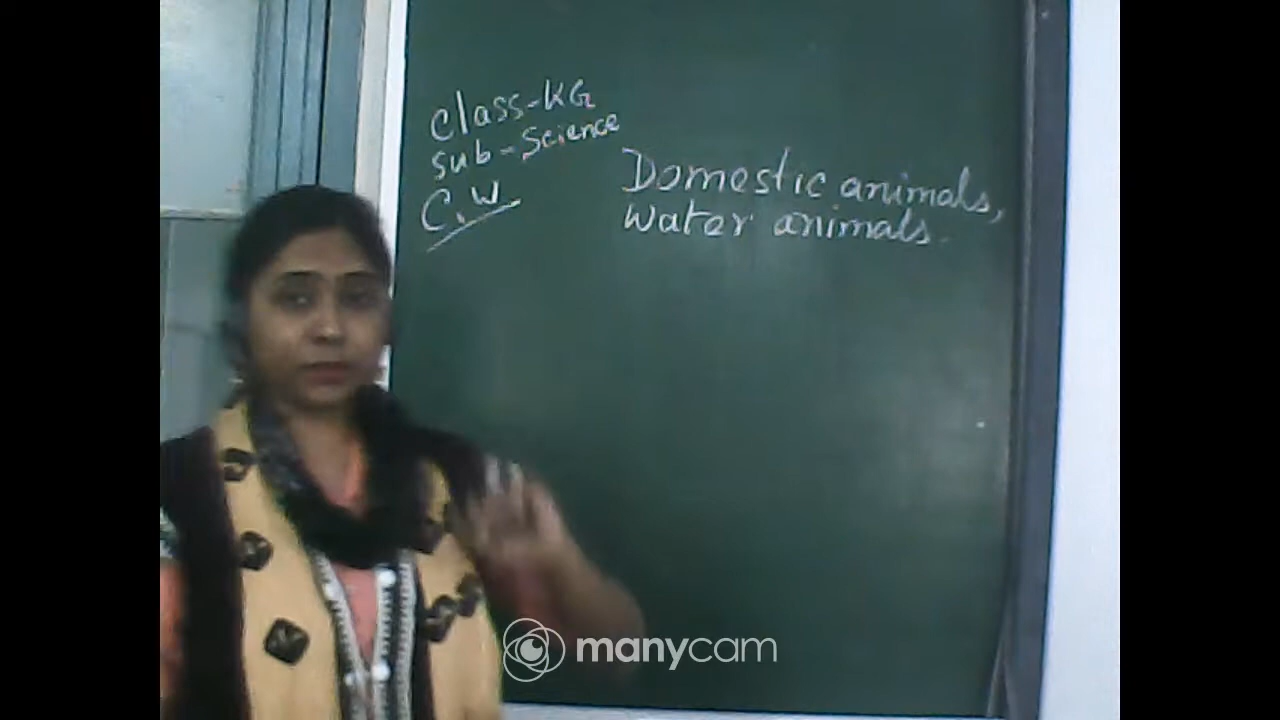 Class-KG
Sub-Science
C.W
Domestic animals,
Water animals.
manycam